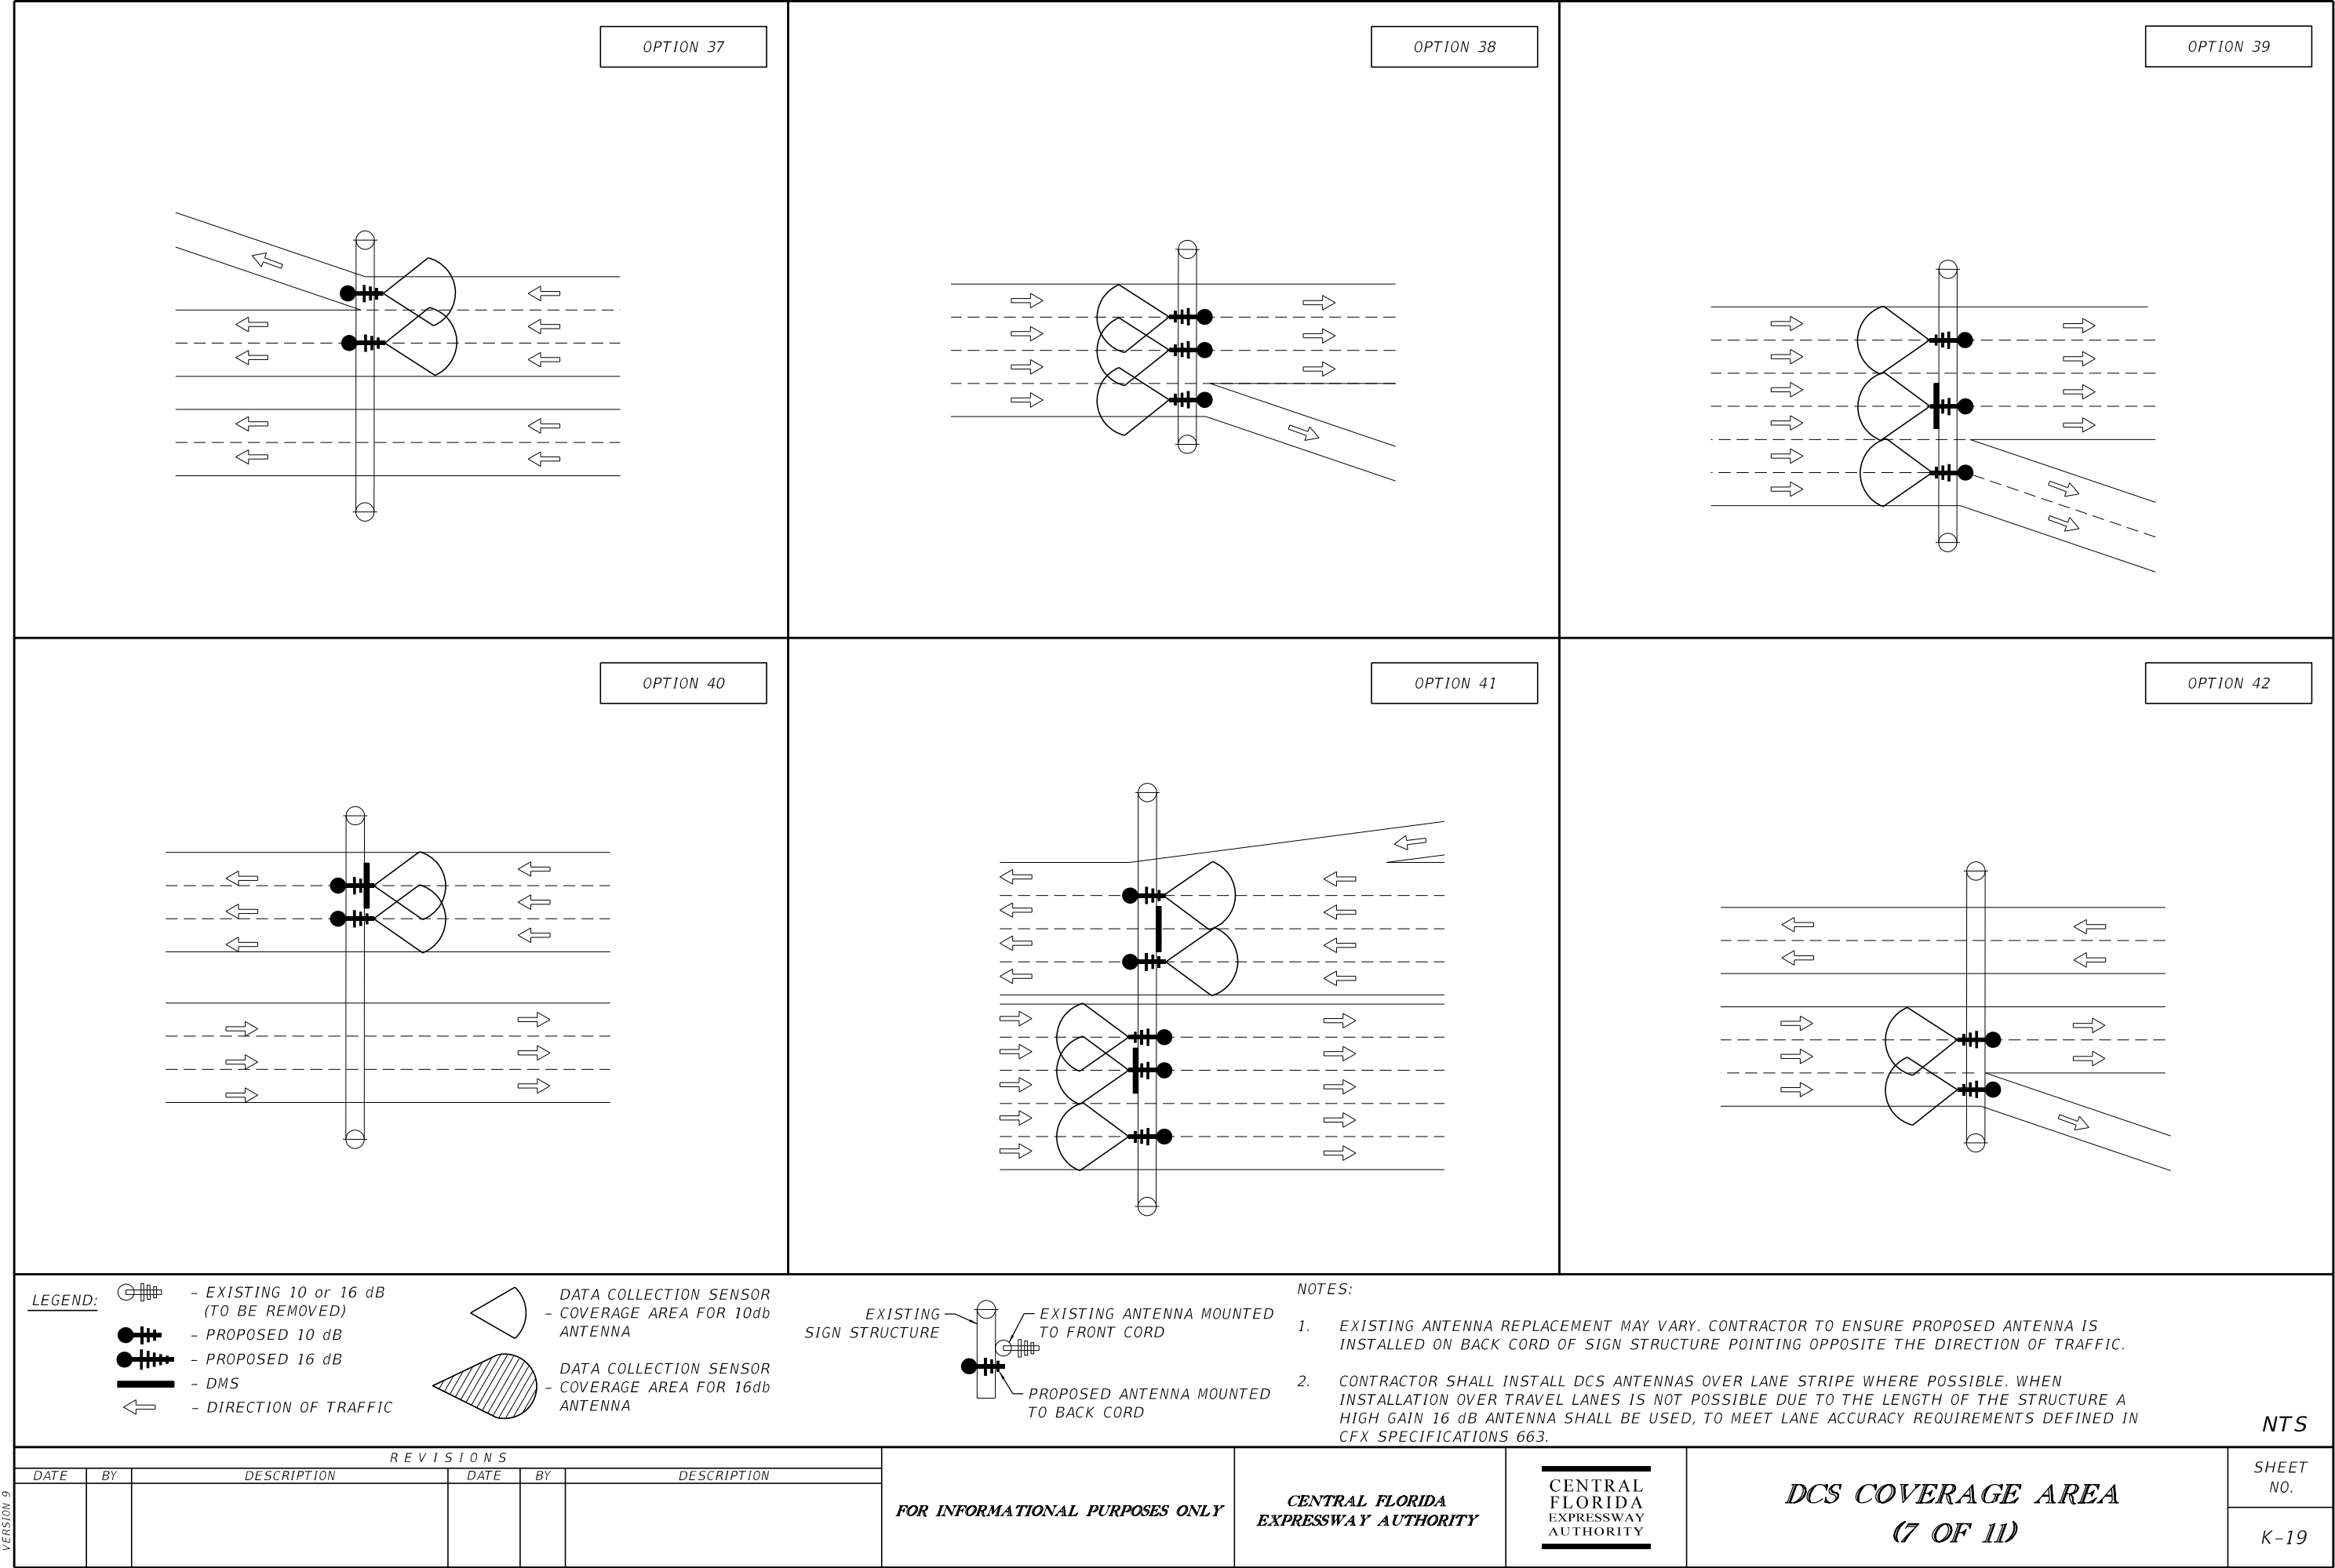 OPTION 37
OPTION 38
OPTION 39
OPTION 40
OPTION 41
OPTION 42
LEGEND:
- EXISTING 10 or 16 dB
(TO BE REMOVED)
- PROPOSED 10 dB
- PROPOSED 16 dB
- DMS
- DIRECTION OF TRAFFIC
DATA COLLECTION SENSOR
- COVERAGE AREA FOR 10db
ANTENNA
DATA COLLECTION SENSOR
- COVERAGE AREA FOR 16db
ANTENNA
EXISTING
SIGN STRUCTURE
EXISTING ANTENNA MOUNTED
TO FRONT CORD
PROPOSED ANTENNA MOUNTED
TO BACK CORD
NOTES:
1. EXISTING ANTENNA REPLACEMENT MAY VARY. CONTRACTOR TO ENSURE PROPOSED ANTENNA IS
INSTALLED ON BACK CORD OF SIGN STRUCTURE POINTING OPPOSITE THE DIRECTION OF TRAFFIC.
2. CONTRACTOR SHALL INSTALL DCS ANTENNAS OVER LANE STRIPE WHERE POSSIBLE. WHEN
INSTALLATION OVER TRAVEL LANES IS NOT POSSIBLE DUE TO THE LENGTH OF THE STRUCTURE A
HIGH GAIN 16 dB ANTENNA SHALL BE USED, TO MEET LANE ACCURACY REQUIREMENTS DEFINED IN
CFX SPECIFICATIONS 663.
NTS
REVISIONS
DATE BY DESCRIPTION DATE BY DESCRIPTION
FOR INFORMATIONAL PURPOSES ONLY
CENTRAL FLORIDA
EXPRESSWAY AUTHORITY
CENTRAL
FLORIDA
EXPRESSWAY
AUTHORITY
DCS COVERAGE AREA
(7 OF 11)
SHEET
NO.
K-19
VERSION 9